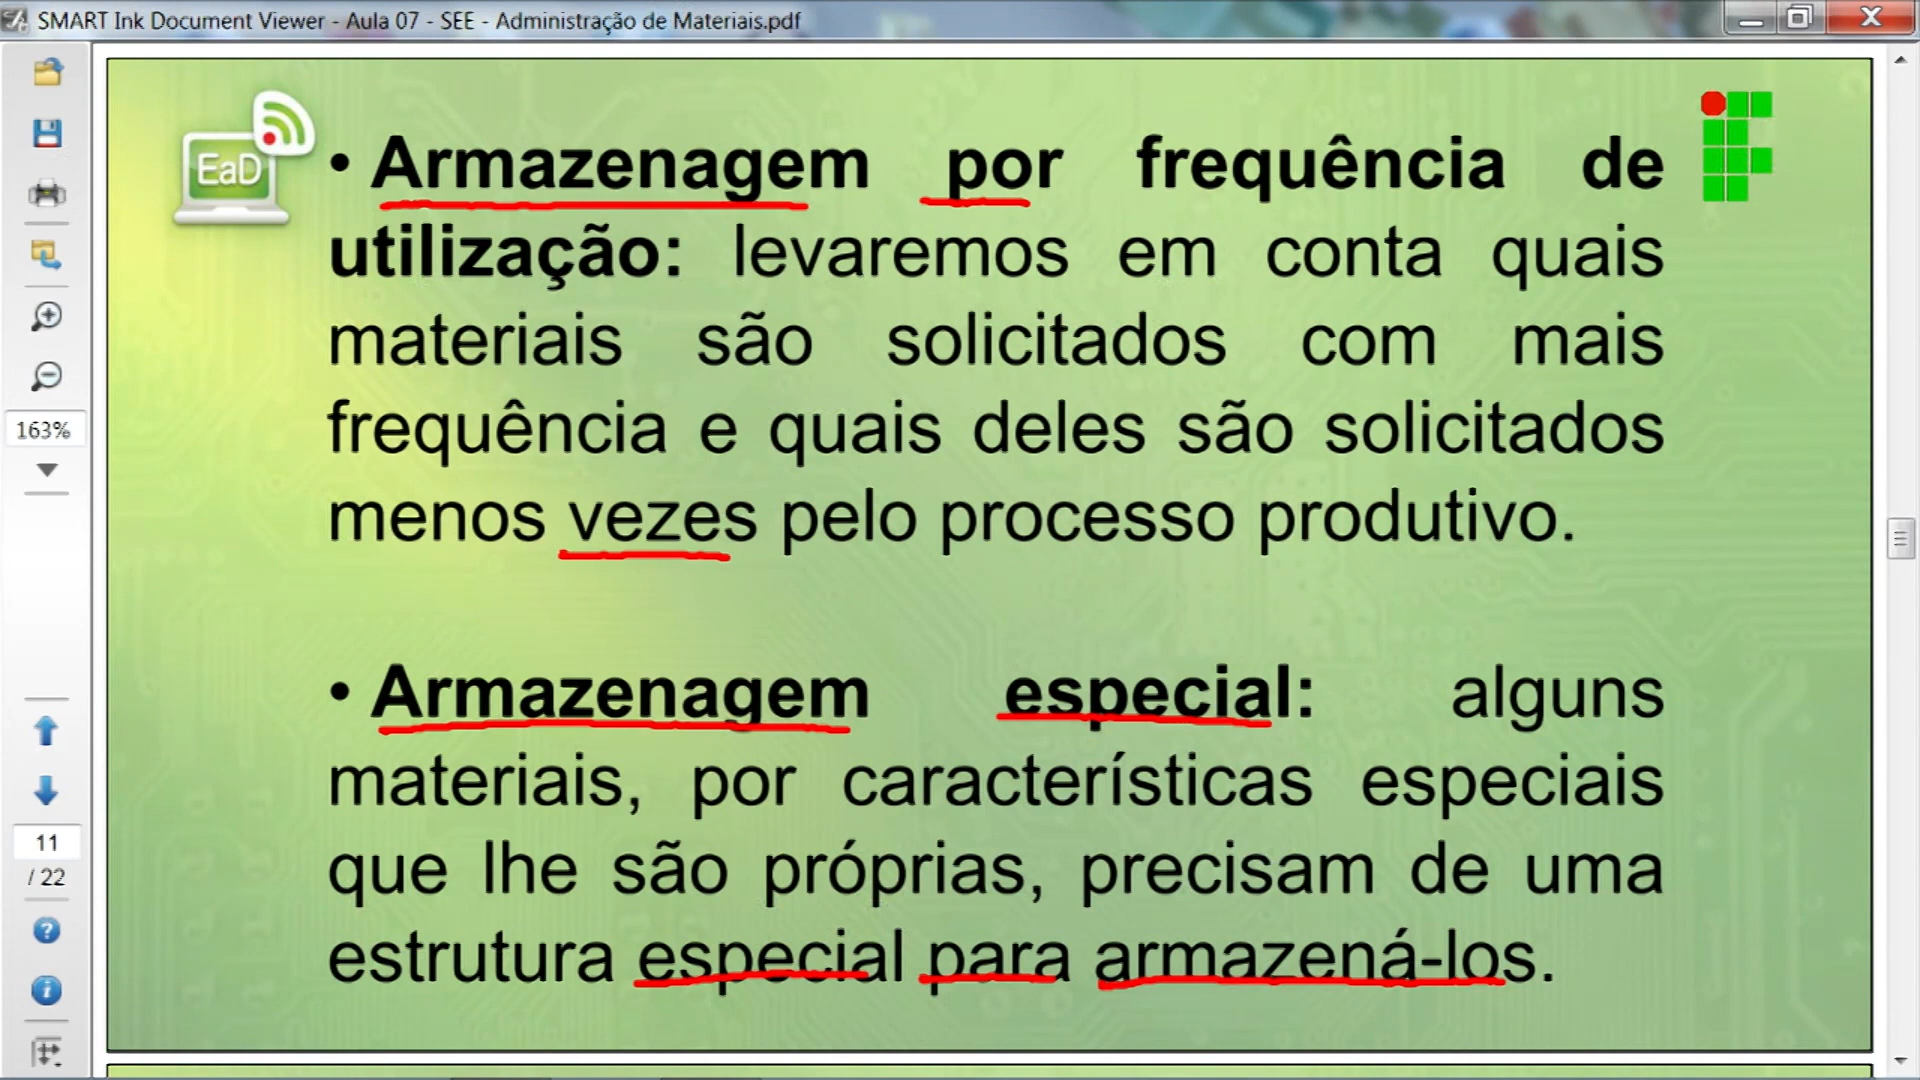 SMART Ink Document Viewer - Aula 07 - SEE - Administração de Materiais.pdf
EaD
• Armazenagem por frequência de
utilização: levaremos em conta quais
materiais são solicitados com mais
frequência e quais deles são solicitados
menos vezes pelo processo produtivo.
• Armazenagem especial: alguns
materiais, por características especiais
que lhe são próprias, precisam de uma
estrutura especial para armazená-los.
163%
11
/ 22